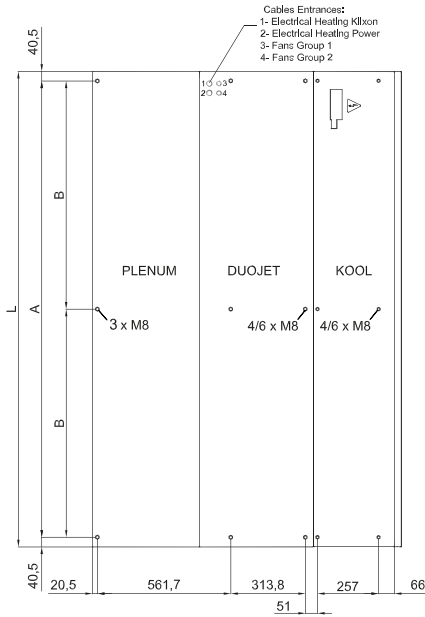 Cables Entrances:
1- Electrical Heating Klixon
2- Electrical Heating Power
3- Fans Group 1
4- Fans Group 2
40,5
1 3
2 4
B
L
A
PLENUM
DUOJET
KOOL
3 x M8
4/6 x M8
4/6 x M8
B
40,5
20,5
561,7
313,8
257
66
51